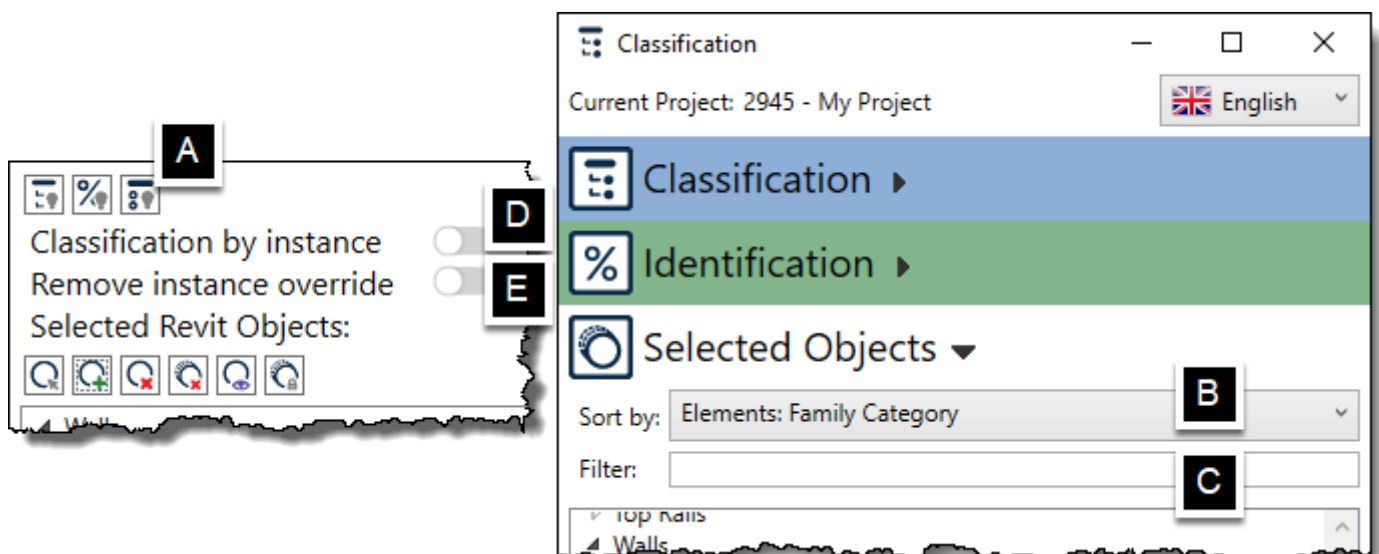 A
Classification by instance
D
Remove instance override
E
Selected Revit Objects:
Classification
Current Project: 2945 - My Project
English
Classification
% Identification
Selected Objects
B
Sort by: Elements: Family Category
Filter:
C
Top Rails
Walls